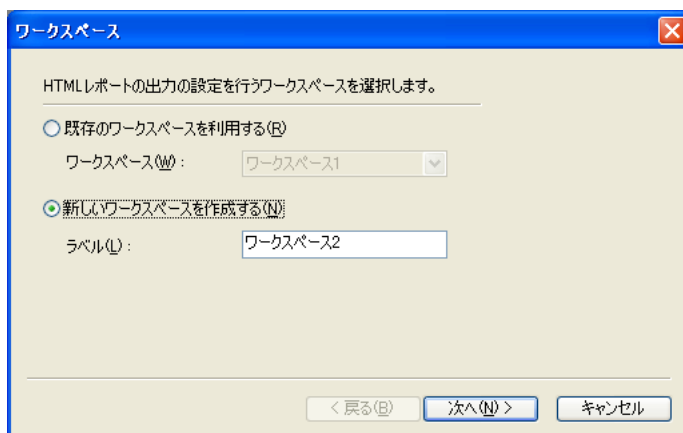 ワークスペース
HTMLレポートの出力の設定を行うワークスペースを選択します。
既存のワークスペースを利用する(R)
ワークスペース(W): ワークスペース1
新しいワークスペースを作成する(N)
ラベル(L): ワークスペース2
< 戻る(B) 次へ(N) > キャンセル